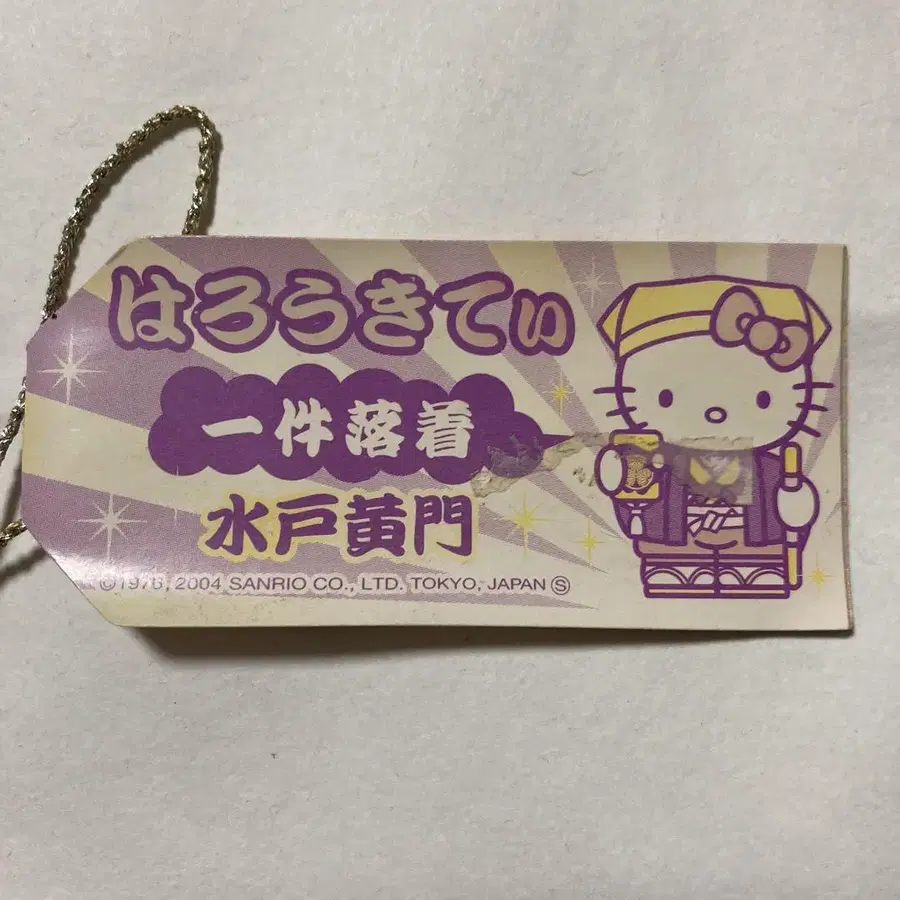 はろうきてぃ
一件落着
水戸黄門
©1976, 2004 SANRIO CO., LTD. TOKYO, JAPAN Ⓢ